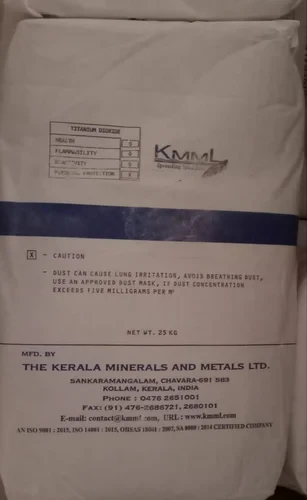 TITANIUM DIOXIDE
HEALTH
FLAMMABILITY
REACTIVITY
PERSONAL PROTECTION
KMML
X - CAUTION
- DUST CAN CAUSE LUNG IRRITATION, AVOID BREATHING DUST,
USE AN APPROVED DUST MASK, IF DUST CONCENTRATION
EXCEEDS FIVE MILLIGRAMS PER M³
NET WT. 25 KG
MFD. BY
THE KERALA MINERALS AND METALS LTD.
SANKARAMANGALAM, CHAVARA-691 583
KOLLAM, KERALA, INDIA
PHONE : 0476 2651001
FAX: (91) 476-2686721, 2680101
E-mail: contact@kmml.com, URL : www.kmml.com
AN ISO 9001 : 2015, ISO 14001 : 2015, OHSAS 18001 : 2007, SA 8000 : 2014 CERTIFIED COMPANY